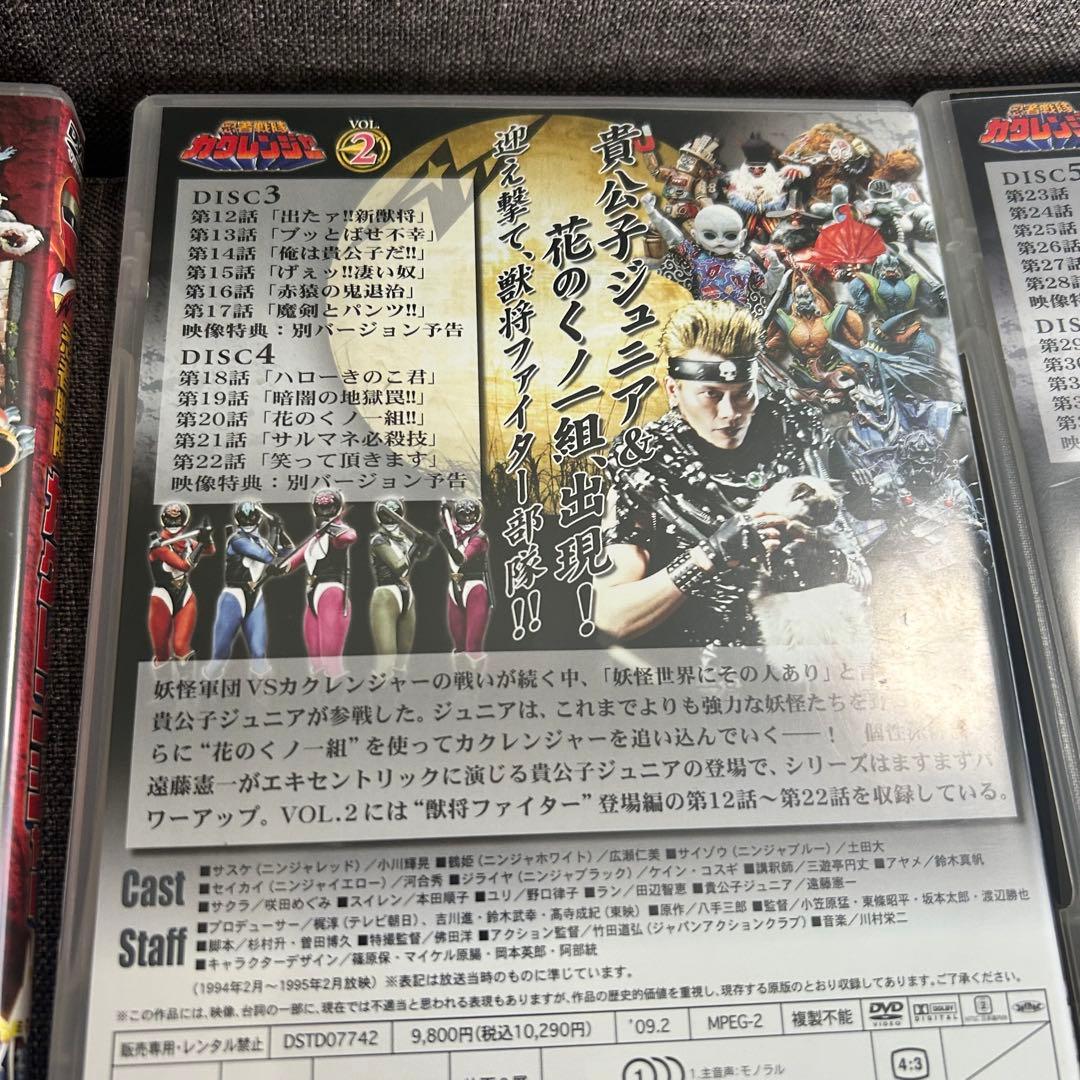 忍者戦隊
カクレンジャー
VOL.
2
DISC3
第12話「出たァ!!新獣将」
第13話「ブッとばせ不幸」
第14話「俺は貴公子だ!!」
第15話「げぇッ!!凄い奴」
第16話「赤猿の鬼退治」
第17話「魔剣とパンツ!!」
映像特典：別バージョン予告
DISC4
第18話「ハローきのこ君」
第19話「暗闇の地獄罠!!」
第20話「花のくノ一組!!」
第21話「サルマネ必殺技」
第22話「笑って頂きます」
映像特典：別バージョン予告
貴公子ジュニア&
花のくノ一組、出現！
迎え撃て、獣将ファイター部隊!!
妖怪軍団VSカクレンジャーの戦いが続く中、「妖怪世界にその人あり」と言
貴公子ジュニアが参戦した。ジュニアは、これまでよりも強力な妖怪たちを
らに“花のくノ一組”を使ってカクレンジャーを追い込んでいく──！ 個性派
遠藤憲一がエキセントリックに演じる貴公子ジュニアの登場で、シリーズはますますパ
ワーアップ。VOL.2には“獣将ファイター”登場編の第12話～第22話を収録している。
Cast
■サスケ(ニンジャレッド)／小川輝晃 ■鶴姫(ニンジャホワイト)／広瀬仁美 ■サイゾウ(ニンジャブルー)／土田大
■セイカイ(ニンジャイエロー)／河合秀 ■ジライヤ(ニンジャブラック)／ケイン・コスギ ■講釈師／三遊亭円丈 ■アヤメ／鈴木真帆
■サクラ／咲田めぐみ ■スイレン／本田順子 ■ユリ／野口律子 ■ラン／田辺智恵 ■貴公子ジュニア／遠藤憲一
Staff
■プロデューサー／梶淳(テレビ朝日)、吉川進・鈴木武幸・髙寺成紀(東映) ■原作／八手三郎 ■監督／小笠原猛・東條昭平・坂本太郎・渡辺勝也
■脚本／杉村升・曽田博久 ■特撮監督／佛田洋 ■アクション監督／竹田道弘(ジャパンアクションクラブ) ■音楽／川村栄二
■キャラクターデザイン／篠原保・マイケル原腸・岡本英郎・阿部統
(1994年2月～1995年2月放映) ※表記は放送当時のものに準じています。
※この作品には、映像、台詞の一部に、現在では不適当と思われる表現もありますが、作品の歴史的価値を重視し、現存する原版のとおり収録してあります。ご了承ください。
販売専用・レンタル禁止
DSTD07742
9,800円(税込10,290円)
'09.2
MPEG-2
複製不能
DVD
VIDEO
DOLBY
DIGITAL
2
1.主音声:モノラル
4:3
忍者戦隊
カクレンジ
DISC5
第23話
第24話
第25話
第26話
第27話
第28話
映像特
第29